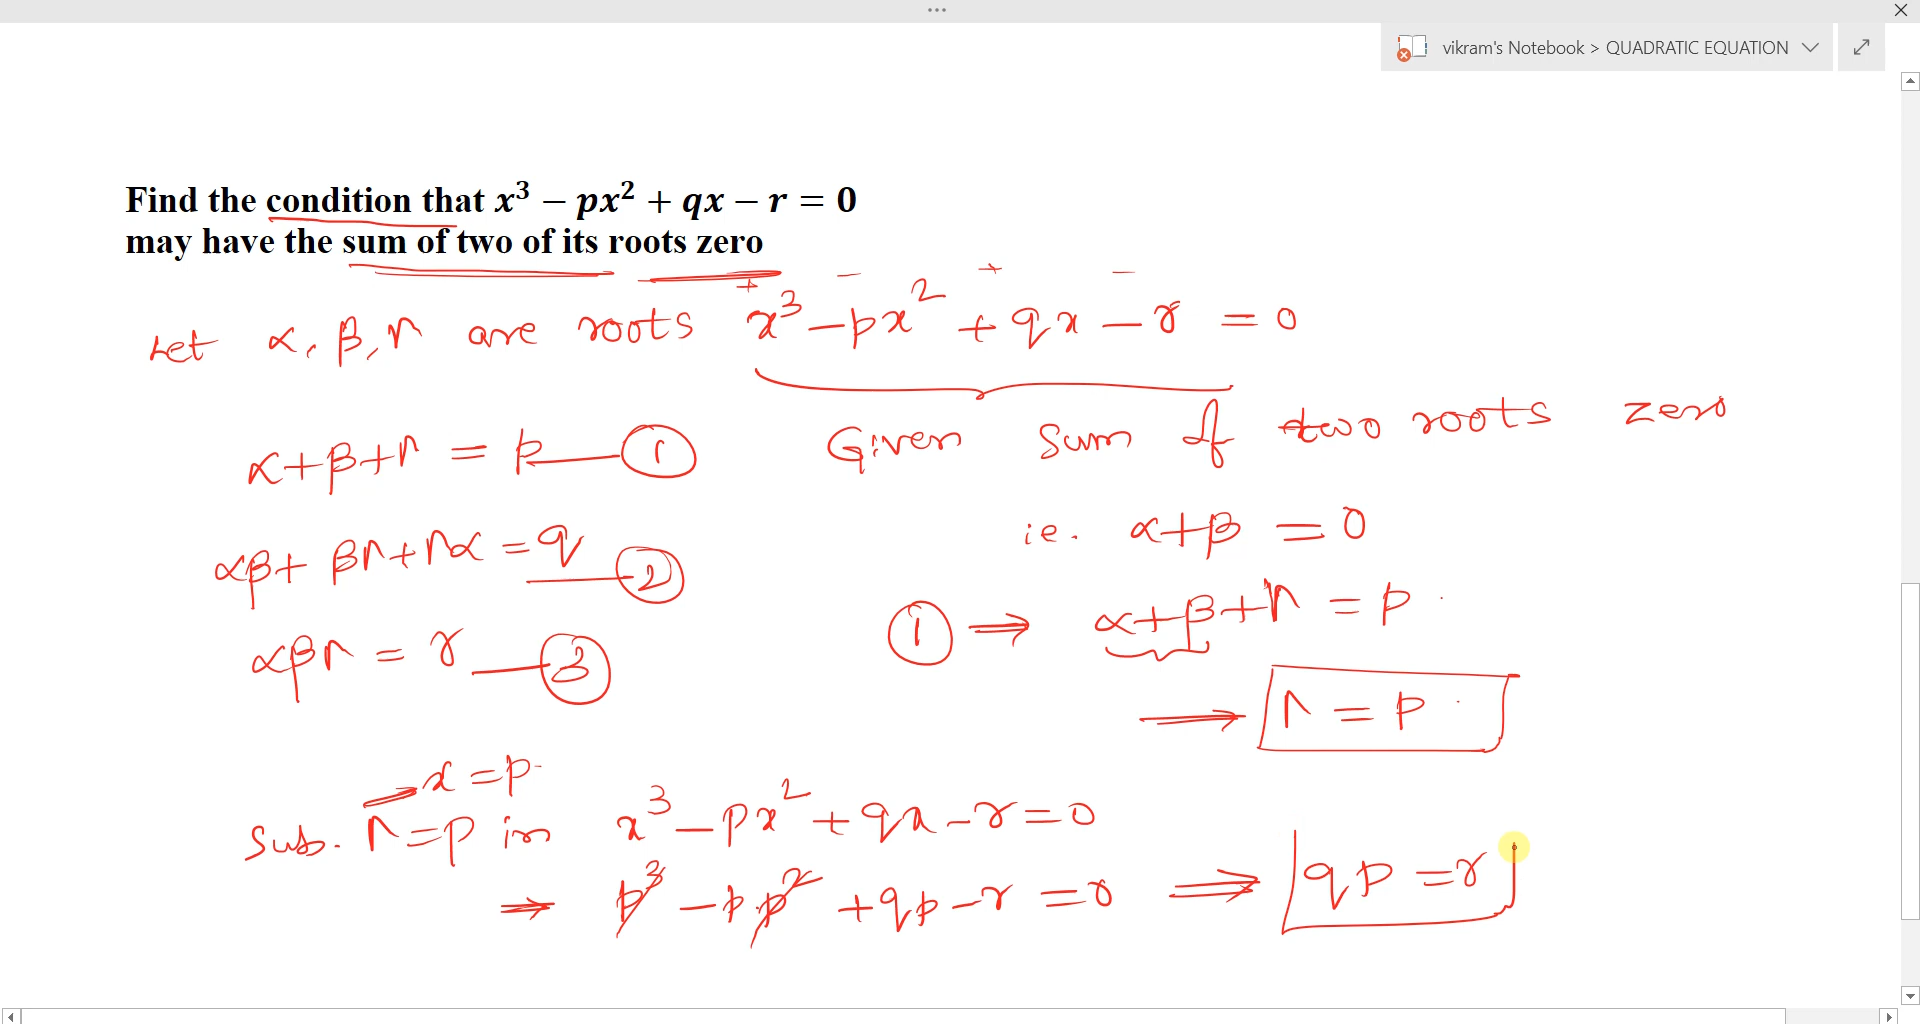 vikram's Notebook > QUADRATIC EQUATION
Find the condition that x³ − px² + qx − r = 0
may have the sum of two of its roots zero
+ − + −
Let α, β, γ are roots x³ − px² + qx − r = 0
α+β+γ = p — ①
Given sum of two roots zero
αβ + βγ + γα = q — ②
ie. α+β = 0
αβγ = r — ③
① ⇒ α+β+γ = p
⇒ γ = p
→ x = p
Sub. γ = p in x³ − px² + qx − r = 0
⇒ p³ − p.p² + qp − r = 0 ⇒ qp = r